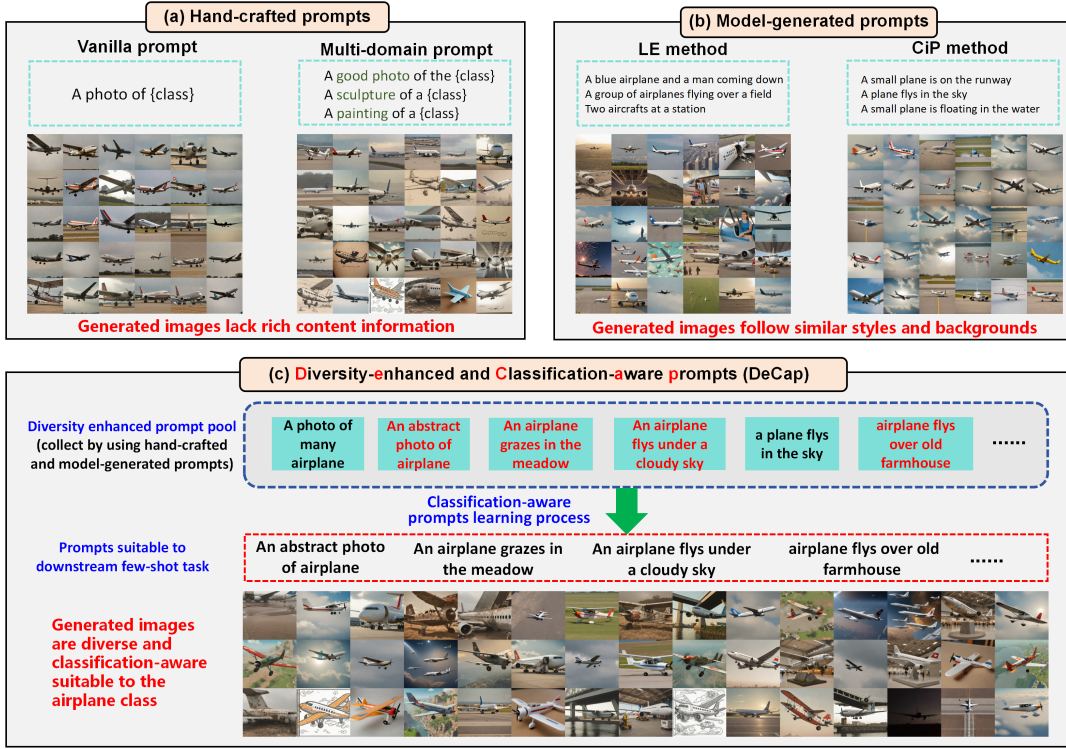 (a) Hand-crafted prompts
Vanilla prompt
A photo of {class}
Multi-domain prompt
A good photo of the {class}
A sculpture of a {class}
A painting of a {class}
Generated images lack rich content information
(b) Model-generated prompts
LE method
A blue airplane and a man coming down
A group of airplanes flying over a field
Two aircrafts at a station
CiP method
A small plane is on the runway
A plane flys in the sky
A small plane is floating in the water
Generated images follow similar styles and backgrounds
(c) Diversity-enhanced and Classification-aware prompts (DeCap)
Diversity enhanced prompt pool
(collect by using hand-crafted
and model-generated prompts)
A photo of
many
airplane
An abstract
photo of
airplane
An airplane
grazes in the
meadow
An airplane
flys under a
cloudy sky
a plane flys
in the sky
airplane flys
over old
farmhouse
......
Classification-aware
prompts learning process
Prompts suitable to
downstream few-shot task
An abstract photo
of airplane
An airplane grazes in
the meadow
An airplane flys under
a cloudy sky
airplane flys over old
farmhouse
......
Generated images
are diverse and
classification-aware
suitable to the
airplane class